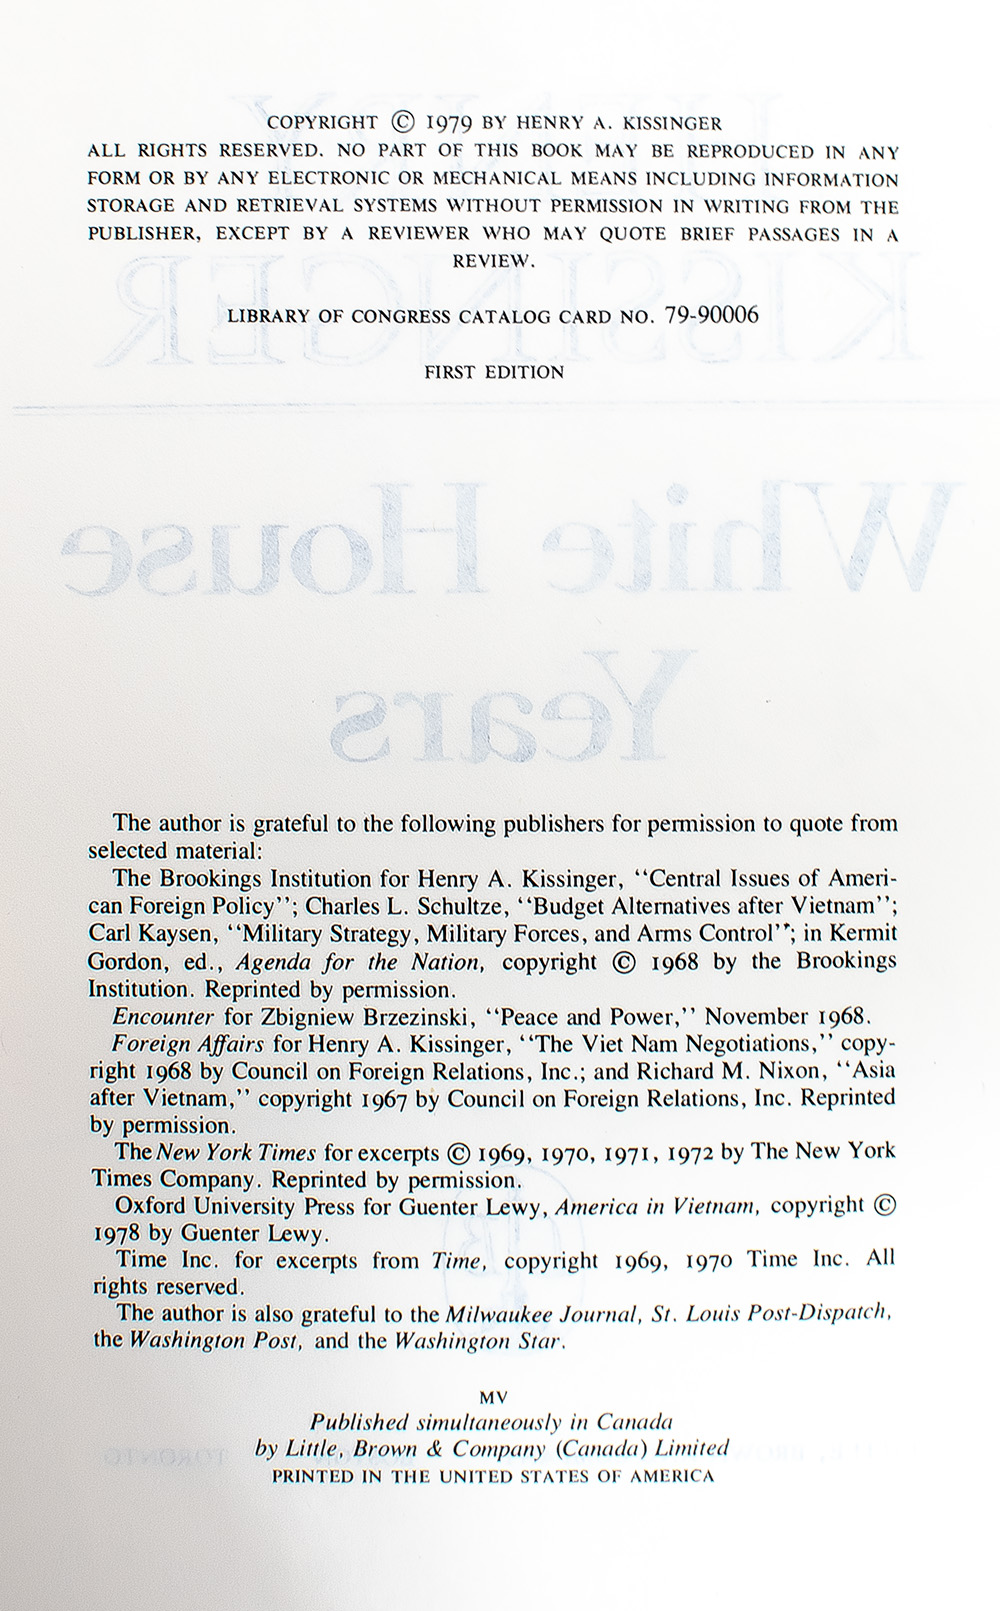 COPYRIGHT © 1979 BY HENRY A. KISSINGER
ALL RIGHTS RESERVED. NO PART OF THIS BOOK MAY BE REPRODUCED IN ANY
FORM OR BY ANY ELECTRONIC OR MECHANICAL MEANS INCLUDING INFORMATION
STORAGE AND RETRIEVAL SYSTEMS WITHOUT PERMISSION IN WRITING FROM THE
PUBLISHER, EXCEPT BY A REVIEWER WHO MAY QUOTE BRIEF PASSAGES IN A
REVIEW.
LIBRARY OF CONGRESS CATALOG CARD NO. 79-90006
FIRST EDITION
KISSINGER
White House
Years
The author is grateful to the following publishers for permission to quote from
selected material:
The Brookings Institution for Henry A. Kissinger, ‘‘Central Issues of Ameri-
can Foreign Policy’’; Charles L. Schultze, ‘‘Budget Alternatives after Vietnam’’;
Carl Kaysen, ‘‘Military Strategy, Military Forces, and Arms Control’’; in Kermit
Gordon, ed., Agenda for the Nation, copyright © 1968 by the Brookings
Institution. Reprinted by permission.
Encounter for Zbigniew Brzezinski, ‘‘Peace and Power,’’ November 1968.
Foreign Affairs for Henry A. Kissinger, ‘‘The Viet Nam Negotiations,’’ copy-
right 1968 by Council on Foreign Relations, Inc.; and Richard M. Nixon, ‘‘Asia
after Vietnam,’’ copyright 1967 by Council on Foreign Relations, Inc. Reprinted
by permission.
The New York Times for excerpts © 1969, 1970, 1971, 1972 by The New York
Times Company. Reprinted by permission.
Oxford University Press for Guenter Lewy, America in Vietnam, copyright ©
1978 by Guenter Lewy.
Time Inc. for excerpts from Time, copyright 1969, 1970 Time Inc. All
rights reserved.
The author is also grateful to the Milwaukee Journal, St. Louis Post-Dispatch,
the Washington Post, and the Washington Star.
MV
Published simultaneously in Canada
by Little, Brown & Company (Canada) Limited
PRINTED IN THE UNITED STATES OF AMERICA